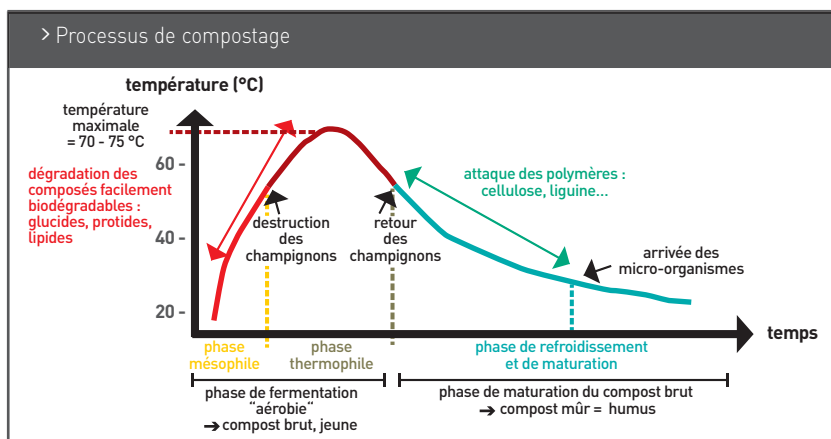 > Processus de compostage
température (°C)
température
maximale
= 70 - 75 °C
60 -
dégradation des
composés facilement
biodégradables :
glucides, protides,
lipides
attaque des polymères :
cellulose, liguine...
destruction
des
champignons
retour
des
champignons
40 -
arrivée des
micro-organismes
20 -
temps
phase
mésophile
phase
thermophile
phase de refroidissement
et de maturation
phase de fermentation
“aérobie“
➔ compost brut, jeune
phase de maturation du compost brut
➔ compost mûr = humus